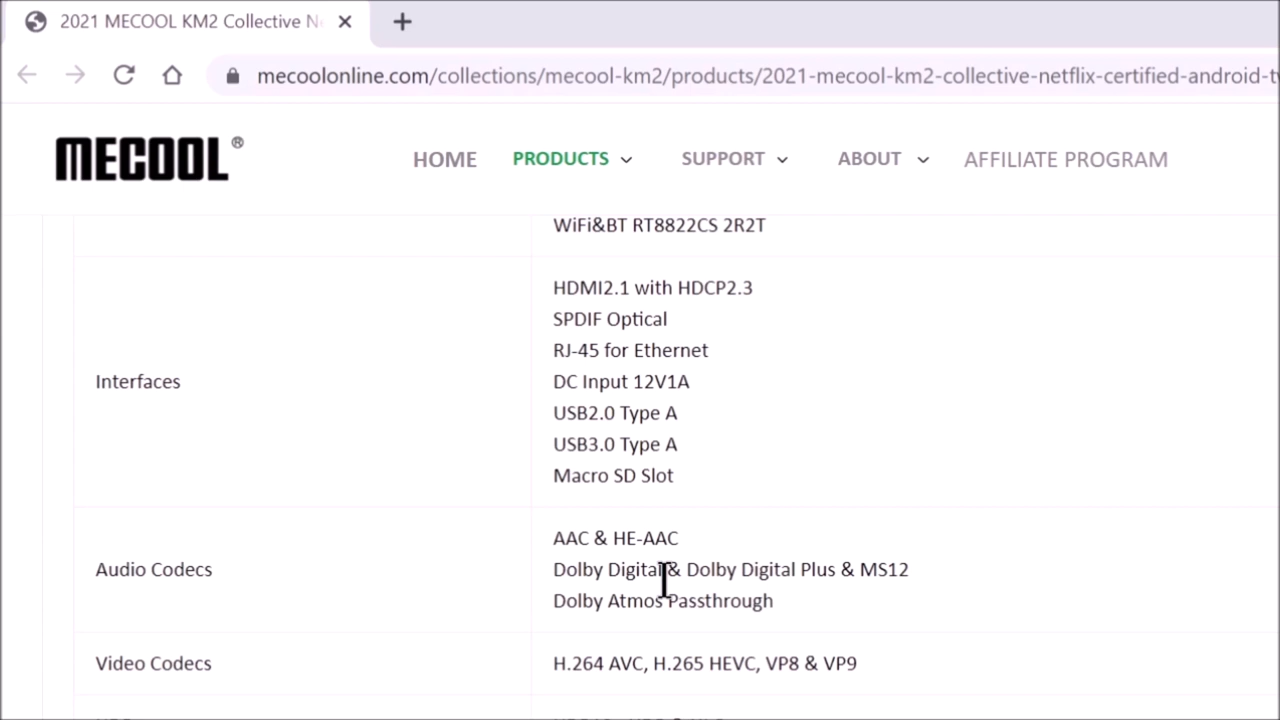 2021 MECOOL KM2 Collective N
mecoolonline.com/collections/mecool-km2/products/2021-mecool-km2-collective-netflix-certified-android-t
MECOOL®
HOME PRODUCTS SUPPORT ABOUT AFFILIATE PROGRAM
WiFi&BT RT8822CS 2R2T
Interfaces
HDMI2.1 with HDCP2.3
SPDIF Optical
RJ-45 for Ethernet
DC Input 12V1A
USB2.0 Type A
USB3.0 Type A
Macro SD Slot
Audio Codecs
AAC & HE-AAC
Dolby Digital & Dolby Digital Plus & MS12
Dolby Atmos Passthrough
Video Codecs
H.264 AVC, H.265 HEVC, VP8 & VP9